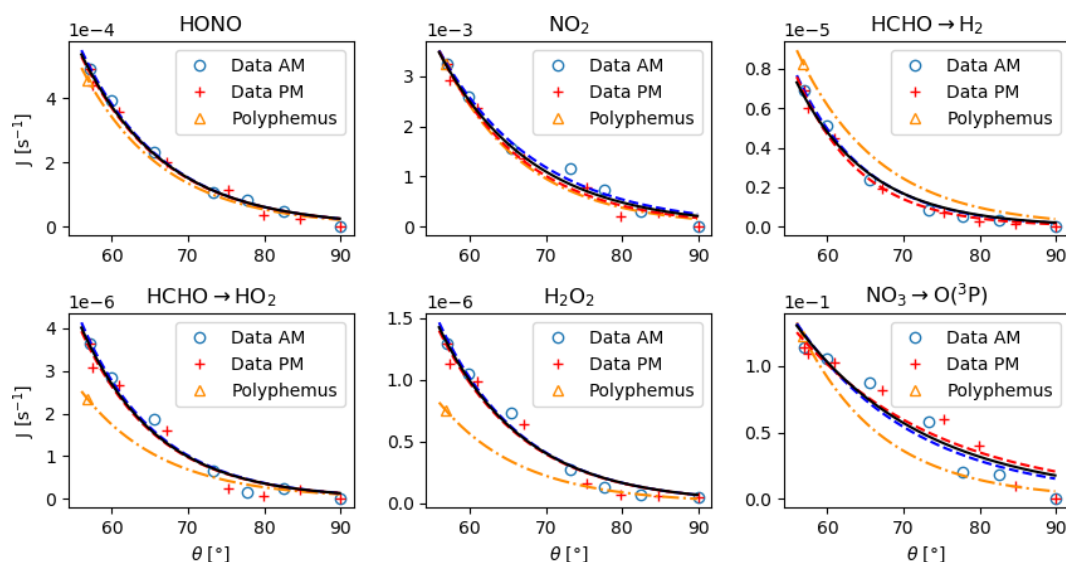 HONO
1e−4
J [s⁻¹]
4
2
0
60 70 80 90
Data AM
Data PM
Polyphemus
NO₂
1e−3
3
2
1
0
60 70 80 90
Data AM
Data PM
Polyphemus
HCHO → H₂
1e−5
0.8
0.6
0.4
0.2
0.0
60 70 80 90
Data AM
Data PM
Polyphemus
HCHO → HO₂
1e−6
J [s⁻¹]
4
3
2
1
0
60 70 80 90
θ [°]
Data AM
Data PM
Polyphemus
H₂O₂
1e−6
1.5
1.0
0.5
0.0
60 70 80 90
θ [°]
Data AM
Data PM
Polyphemus
NO₃ → O(³P)
1e−1
1.0
0.5
0.0
60 70 80 90
θ [°]
Data AM
Data PM
Polyphemus